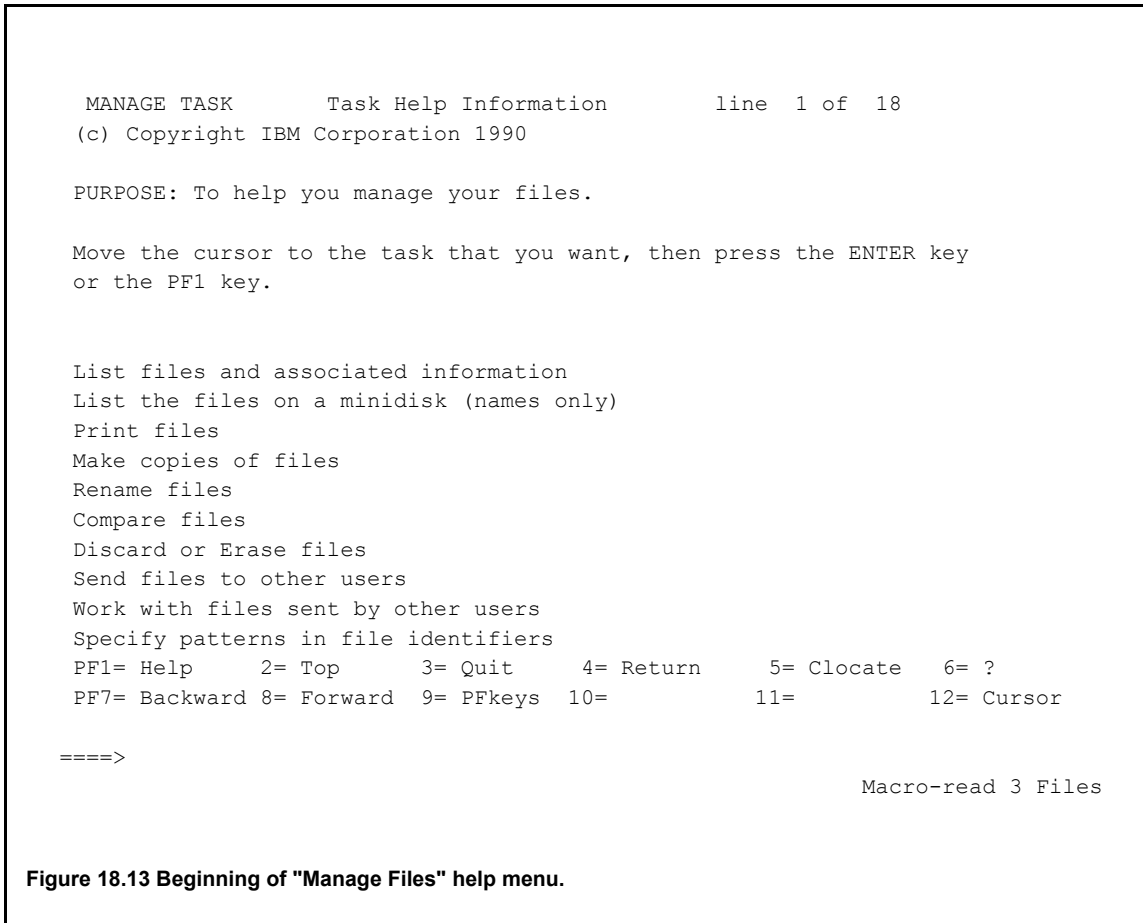 MANAGE TASK Task Help Information line 1 of 18
(c) Copyright IBM Corporation 1990
PURPOSE: To help you manage your files.
Move the cursor to the task that you want, then press the ENTER key
or the PF1 key.
List files and associated information
List the files on a minidisk (names only)
Print files
Make copies of files
Rename files
Compare files
Discard or Erase files
Send files to other users
Work with files sent by other users
Specify patterns in file identifiers
PF1= Help 2= Top 3= Quit 4= Return 5= Clocate 6= ?
PF7= Backward 8= Forward 9= PFkeys 10= 11= 12= Cursor
====>
Macro-read 3 Files
Figure 18.13 Beginning of "Manage Files" help menu.